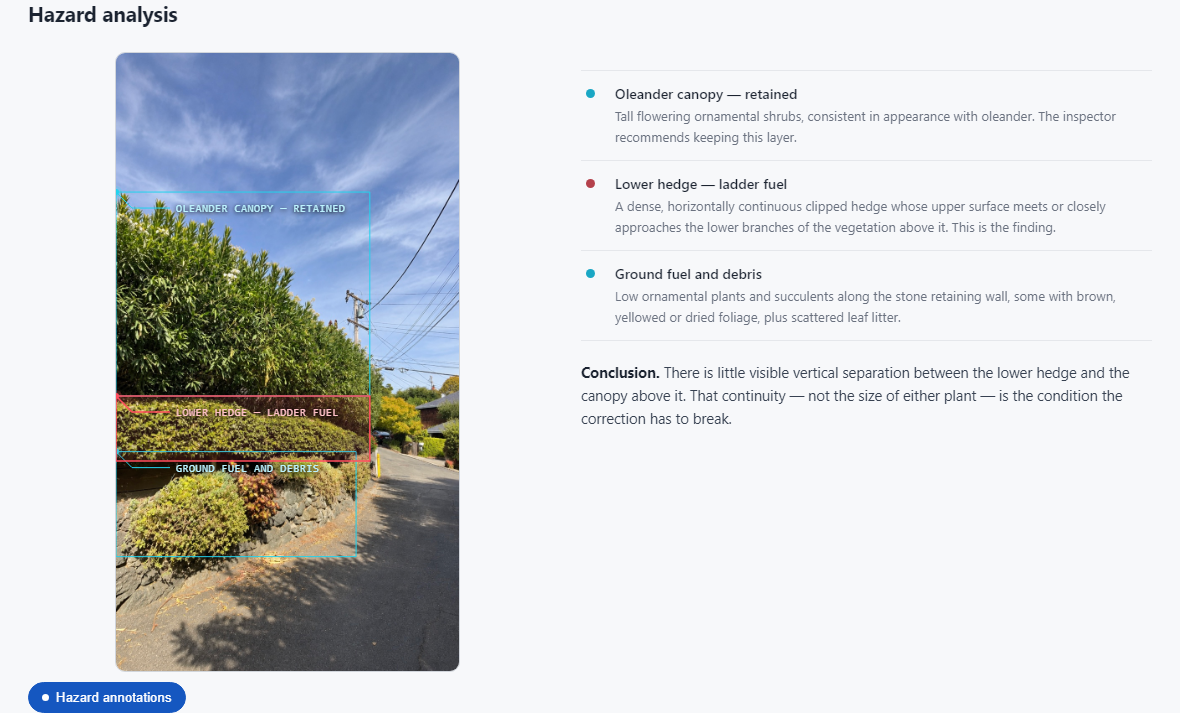 Hazard analysis
OLEANDER CANOPY — RETAINED
LOWER HEDGE — LADDER FUEL
GROUND FUEL AND DEBRIS
Hazard annotations
Oleander canopy — retained
Tall flowering ornamental shrubs, consistent in appearance with oleander. The inspector
recommends keeping this layer.
Lower hedge — ladder fuel
A dense, horizontally continuous clipped hedge whose upper surface meets or closely
approaches the lower branches of the vegetation above it. This is the finding.
Ground fuel and debris
Low ornamental plants and succulents along the stone retaining wall, some with brown,
yellowed or dried foliage, plus scattered leaf litter.
Conclusion. There is little visible vertical separation between the lower hedge and the
canopy above it. That continuity — not the size of either plant — is the condition the
correction has to break.